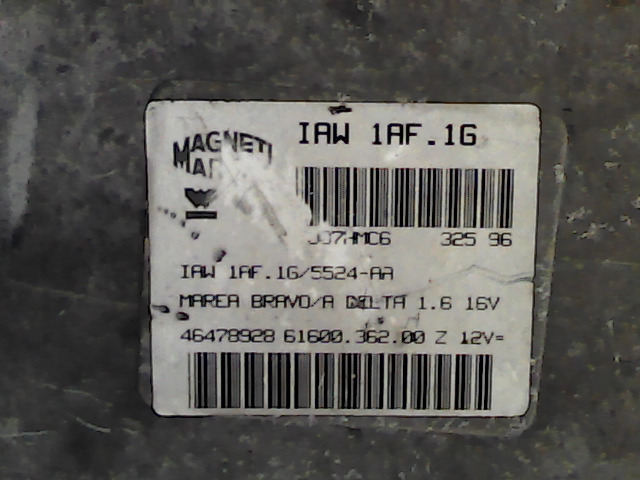 IAW 1AF.1G
MAGNETI
325 96
IAW 1AF.1G/5524-AA
MAREA BRAVO/A DELTA 1.6 16V
46478928 61600.362.00 Z 12V=